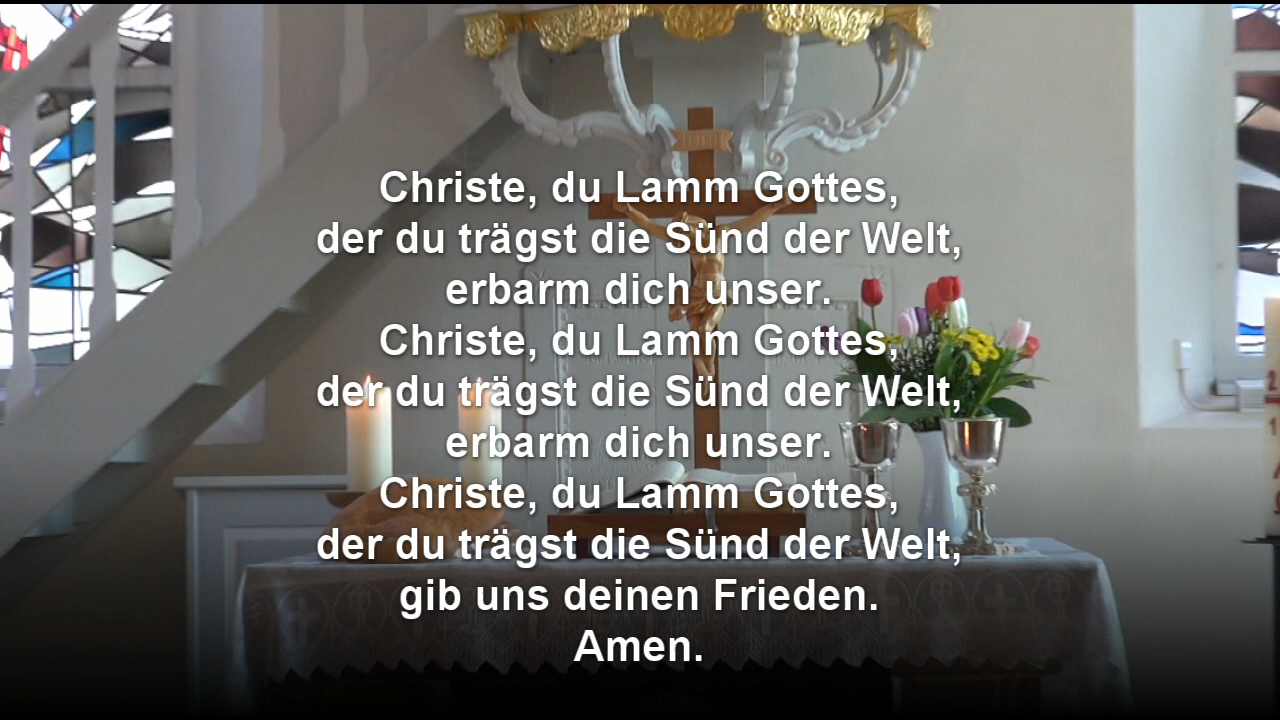 Christe, du Lamm Gottes,
der du trägst die Sünd der Welt,
erbarm dich unser.
Christe, du Lamm Gottes,
der du trägst die Sünd der Welt,
erbarm dich unser.
Christe, du Lamm Gottes,
der du trägst die Sünd der Welt,
gib uns deinen Frieden.
Amen.